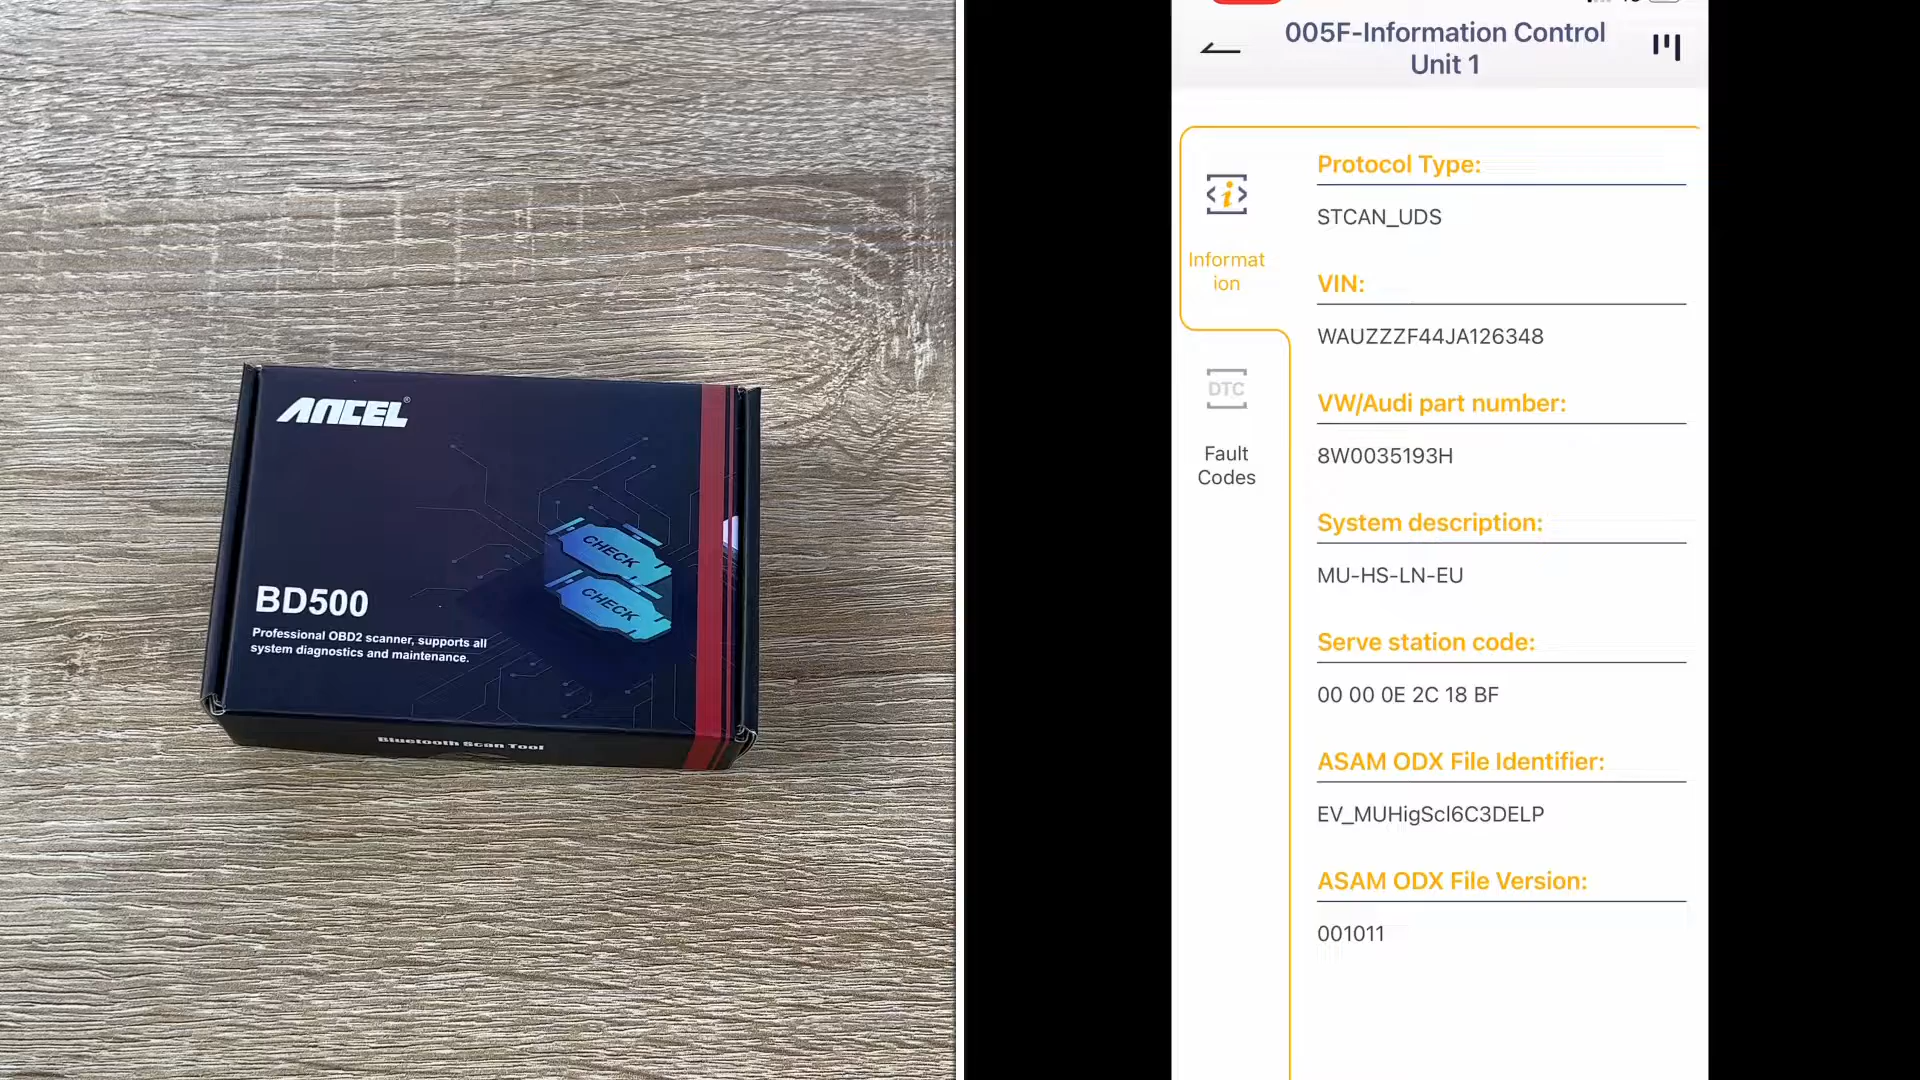 ANCEL®
CHECK
CHECK
BD500
Professional OBD2 scanner, supports all
system diagnostics and maintenance.
Bluetooth Scan Tool
005F-Information Control
Unit 1
Informat
ion
DTC
Fault
Codes
Protocol Type:
STCAN_UDS
VIN:
WAUZZZF44JA126348
VW/Audi part number:
8W0035193H
System description:
MU-HS-LN-EU
Serve station code:
00 00 0E 2C 18 BF
ASAM ODX File Identifier:
EV_MUHigScl6C3DELP
ASAM ODX File Version:
001011